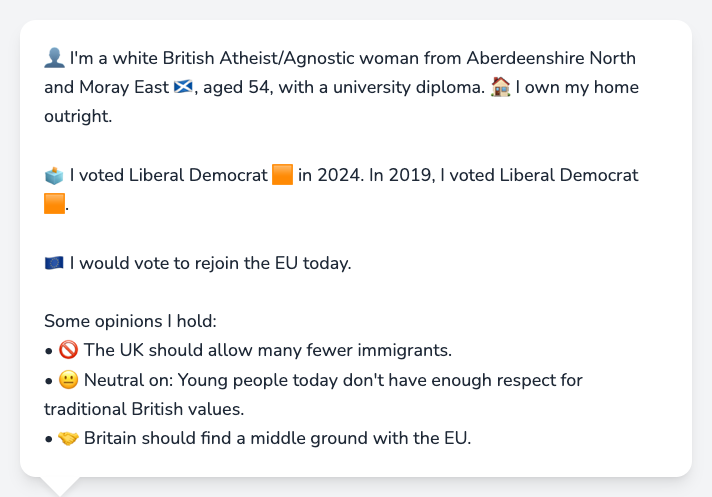 👤 I'm a white British Atheist/Agnostic woman from Aberdeenshire North
and Moray East 🏴󠁧󠁢󠁳󠁣󠁴󠁿, aged 54, with a university diploma. 🏠 I own my home
outright.
🗳️ I voted Liberal Democrat 🟧 in 2024. In 2019, I voted Liberal Democrat
🟧.
🇪🇺 I would vote to rejoin the EU today.
Some opinions I hold:
• 🚫 The UK should allow many fewer immigrants.
• 😐 Neutral on: Young people today don't have enough respect for
traditional British values.
• 🤝 Britain should find a middle ground with the EU.